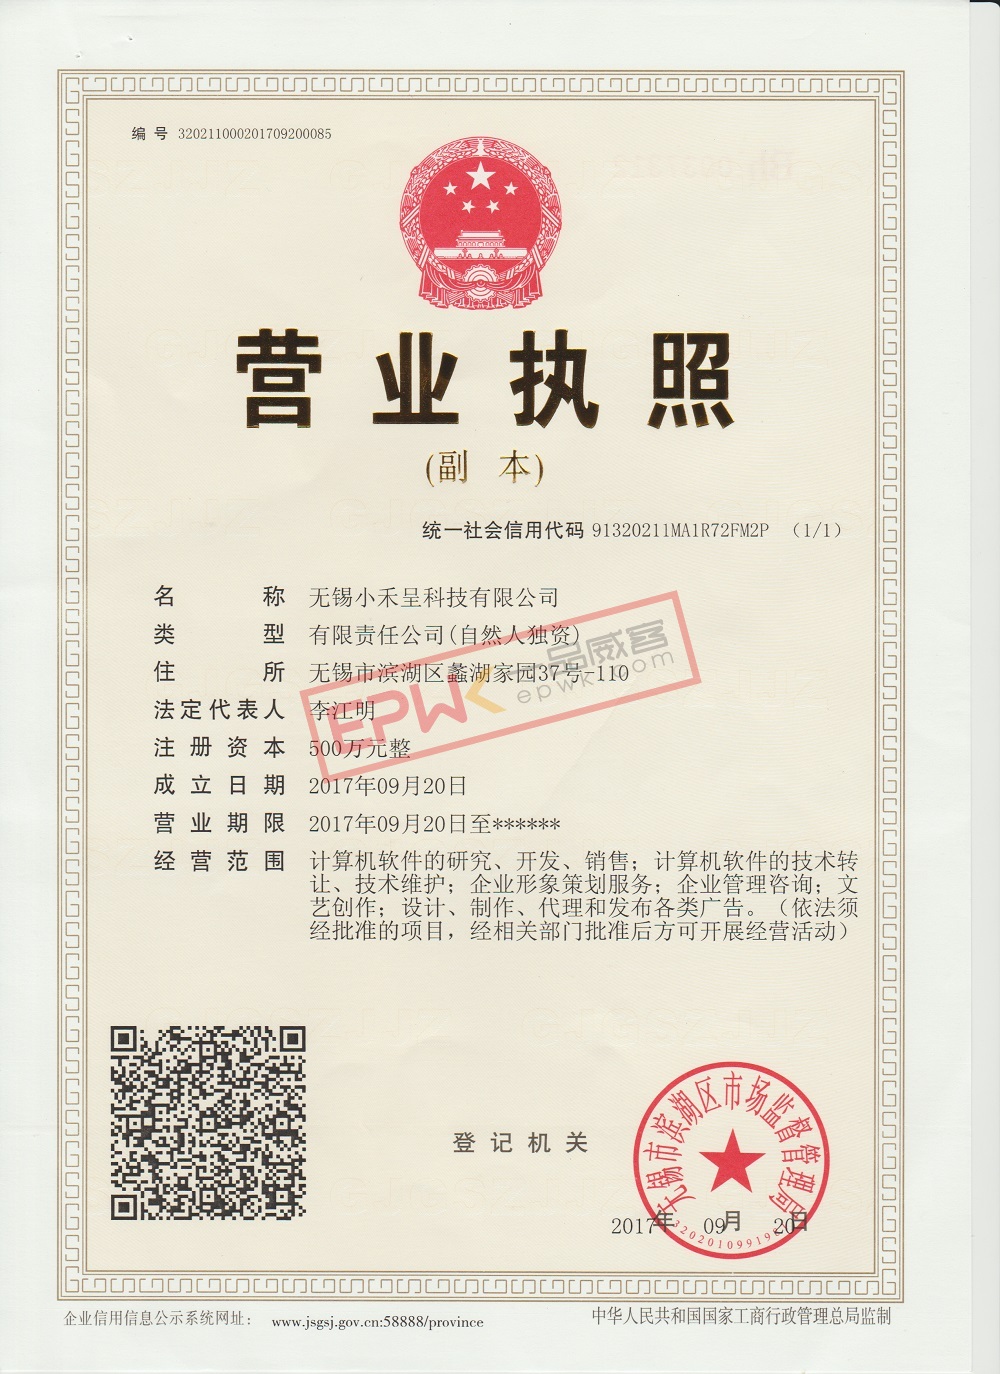 编 号 320211000201709200085
营 业 执 照
(副 本)
统一社会信用代码 91320211MA1R72FM2P (1/1)
名 称 无锡小禾呈科技有限公司
类 型 有限责任公司(自然人独资)
住 所 无锡市滨湖区蠡湖家园37号-110
法定代表人 李江明
注 册 资 本 500万元整
成 立 日 期 2017年09月20日
营 业 期 限 2017年09月20日至******
经 营 范 围 计算机软件的研究、开发、销售；计算机软件的技术转
让、技术维护；企业形象策划服务；企业管理咨询；文
艺创作；设计、制作、代理和发布各类广告。（依法须
经批准的项目，经相关部门批准后方可开展经营活动）
EPWK 一品威客
epwk.com
登 记 机 关
无锡市滨湖区市场监督管理局
2017年 09月 20日
企业信用信息公示系统网址： www.jsgsj.gov.cn:58888/province
中华人民共和国国家工商行政管理总局监制